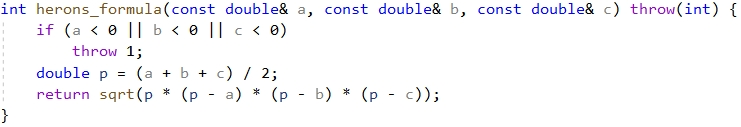 int herons_formula(const double& a, const double& b, const double& c) throw(int) {
    if (a < 0 || b < 0 || c < 0)
        throw 1;
    double p = (a + b + c) / 2;
    return sqrt(p * (p - a) * (p - b) * (p - c));
}